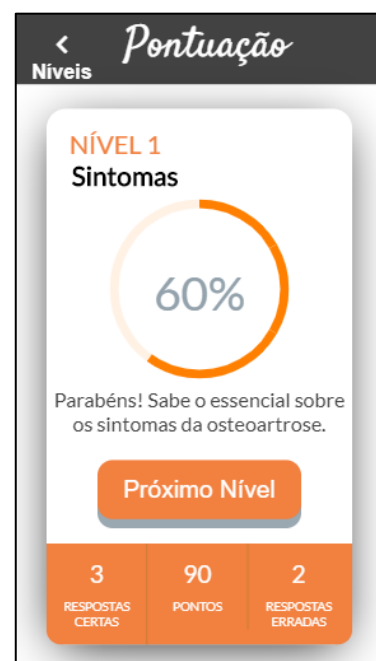 Pontuação
Níveis
NÍVEL 1
Sintomas
60%
Parabéns! Sabe o essencial sobre
os sintomas da osteoartrose.
Próximo Nível
3
RESPOSTAS
CERTAS
90
PONTOS
2
RESPOSTAS
ERRADAS